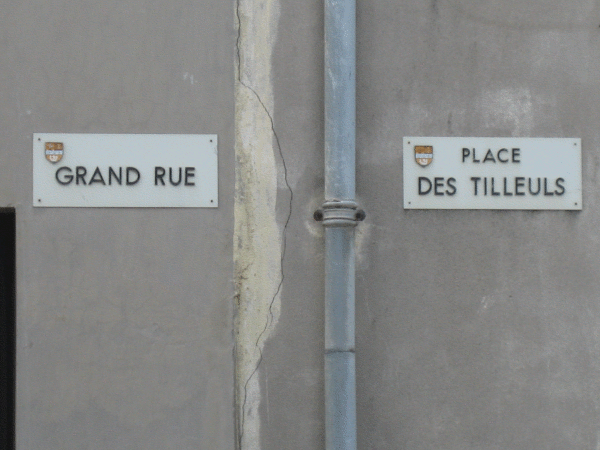 GRAND RUE
PLACE
DES TILLEULS